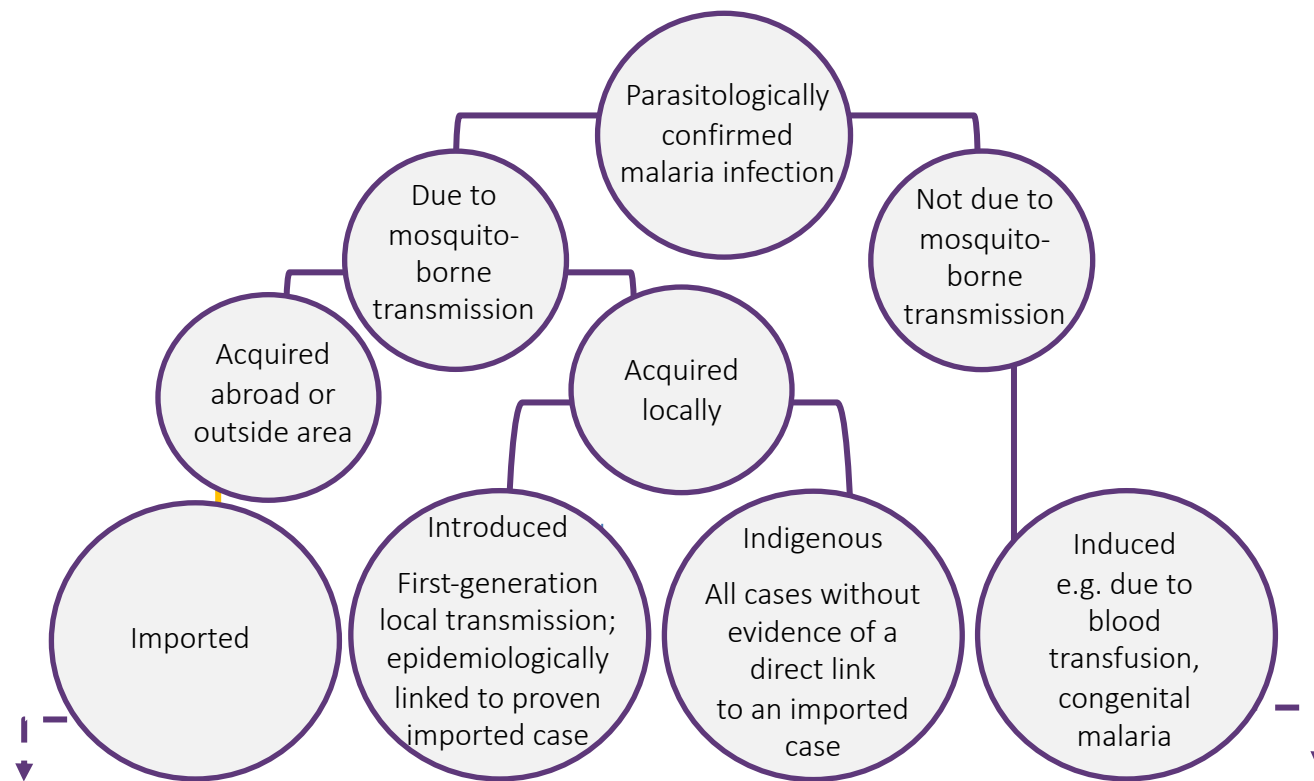 Parasitologically
confirmed
malaria infection
Due to
mosquito-
borne
transmission
Not due to
mosquito-
borne
transmission
Acquired
abroad or
outside area
Acquired
locally
Imported
Introduced
First-generation
local transmission;
epidemiologically
linked to proven
imported case
Indigenous
All cases without
evidence of a
direct link
to an imported
case
Induced
e.g. due to
blood
transfusion,
congenital
malaria